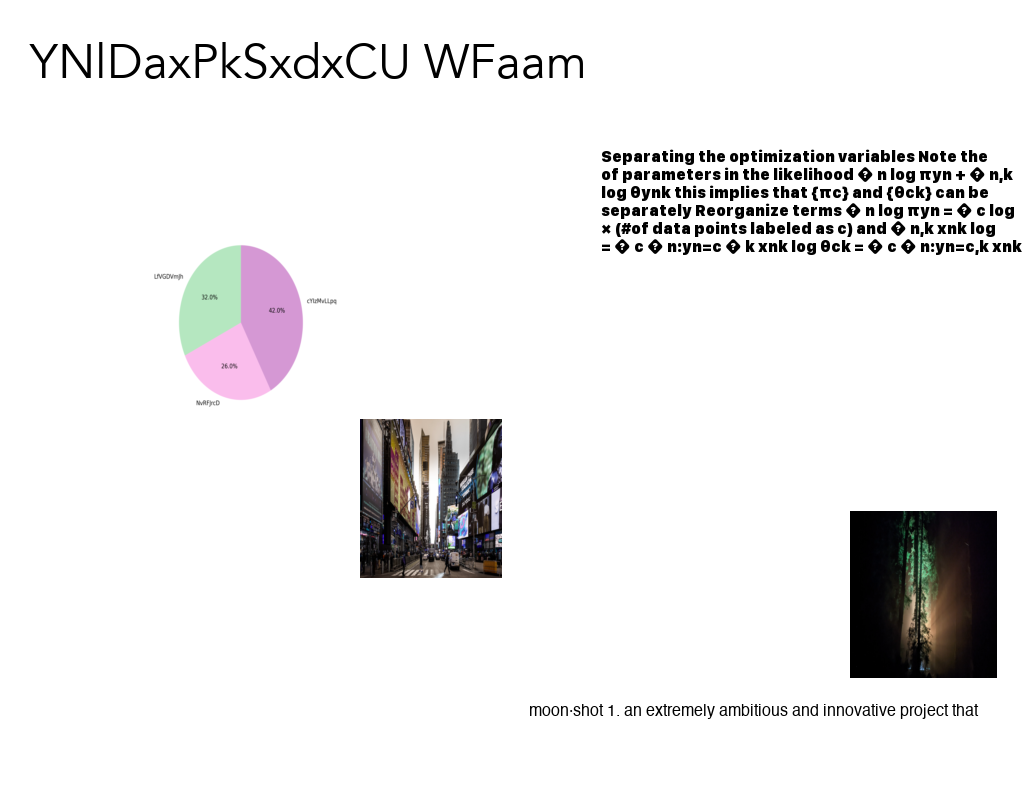 YNlDaxPkSxdxCU WFaam
Separating the optimization variables Note the
of parameters in the likelihood � n log πyn + � n,k
log θynk this implies that {πc} and {θck} can be
separately Reorganize terms � n log πyn = � c log
× (#of data points labeled as c) and � n,k xnk log
= � c � n:yn=c � k xnk log θck = � c � n:yn=c,k xnk
LfVGDVmjh
32.0%
cYlzMvLLpq
42.0%
26.0%
NvRFJrcD
moon·shot 1. an extremely ambitious and innovative project that